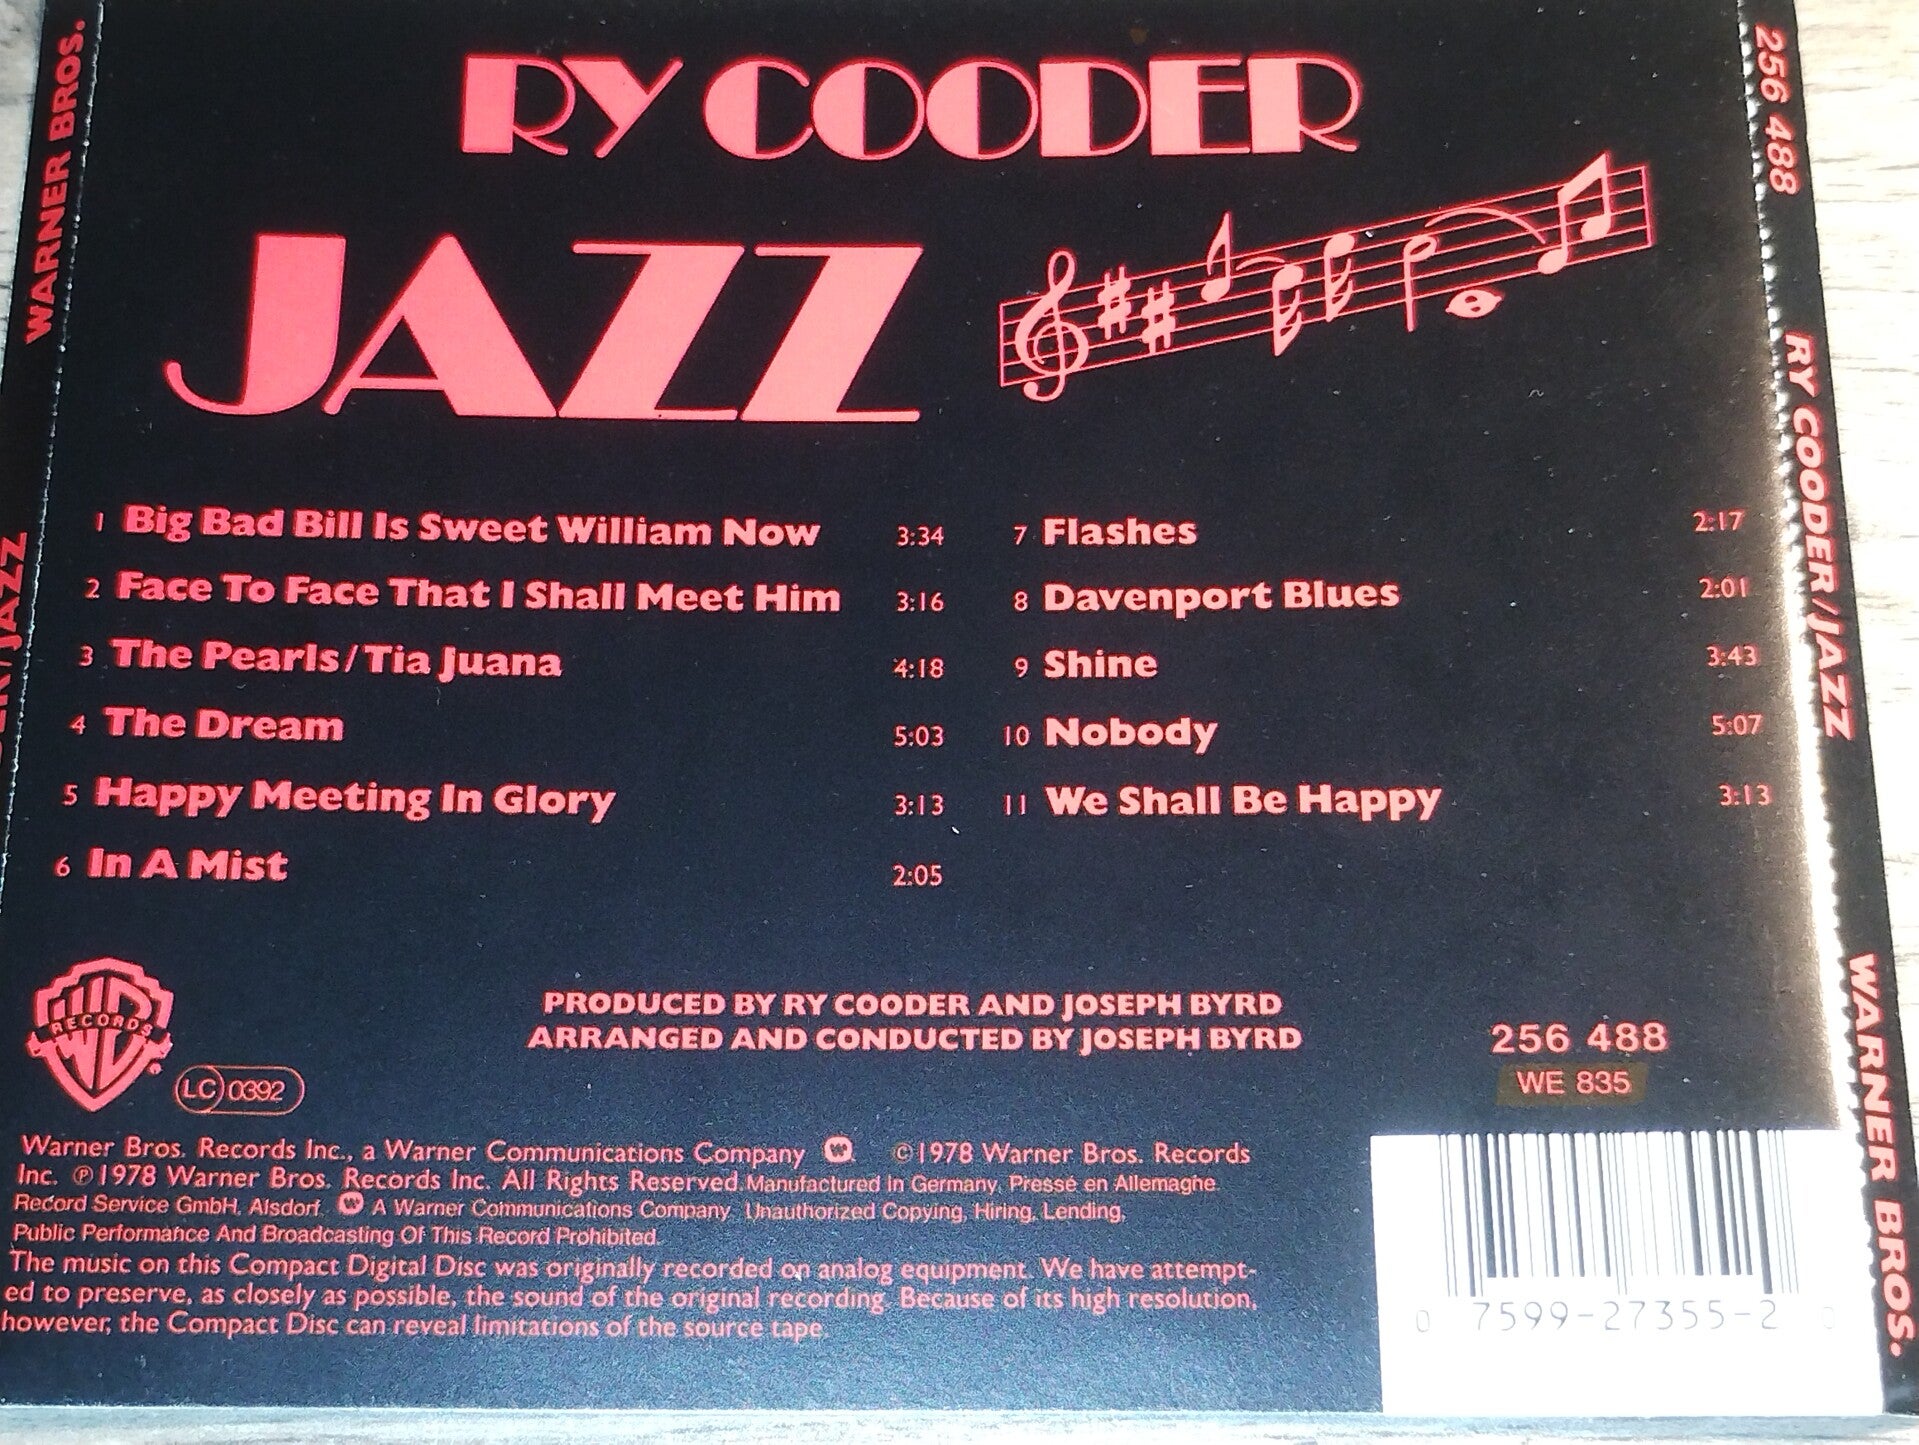 RY COODER
JAZZ
1 Big Bad Bill Is Sweet William Now 3:34
2 Face To Face That I Shall Meet Him 3:16
3 The Pearls/Tia Juana 4:18
4 The Dream 5:03
5 Happy Meeting In Glory 3:13
6 In A Mist 2:05
7 Flashes 2:17
8 Davenport Blues 2:01
9 Shine 3:43
10 Nobody 5:07
11 We Shall Be Happy 3:13
PRODUCED BY RY COODER AND JOSEPH BYRD
ARRANGED AND CONDUCTED BY JOSEPH BYRD
256 488
WE 835
RECORDS
LC 0392
Warner Bros. Records Inc., a Warner Communications Company ©1978 Warner Bros. Records
Inc. ℗1978 Warner Bros. Records Inc. All Rights Reserved. Manufactured in Germany, Pressé en Allemaghe.
Record Service GmbH, Alsdorf. A Warner Communications Company. Unauthorized Copying, Hiring, Lending,
Public Performance And Broadcasting Of This Record Prohibited.
The music on this Compact Digital Disc was originally recorded on analog equipment. We have attempt-
ed to preserve, as closely as possible, the sound of the original recording. Because of its high resolution,
however, the Compact Disc can reveal limitations of the source tape.
0 7599-27355-2 0
WARNER BROS.
/JAZZ
256 488
RY COODER/JAZZ
WARNER BROS.